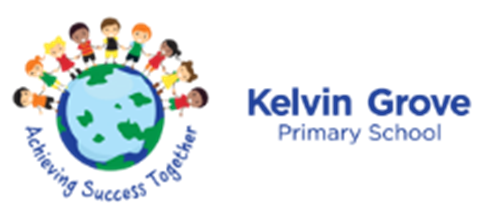 Achieving Success Together
Kelvin Grove
Primary School